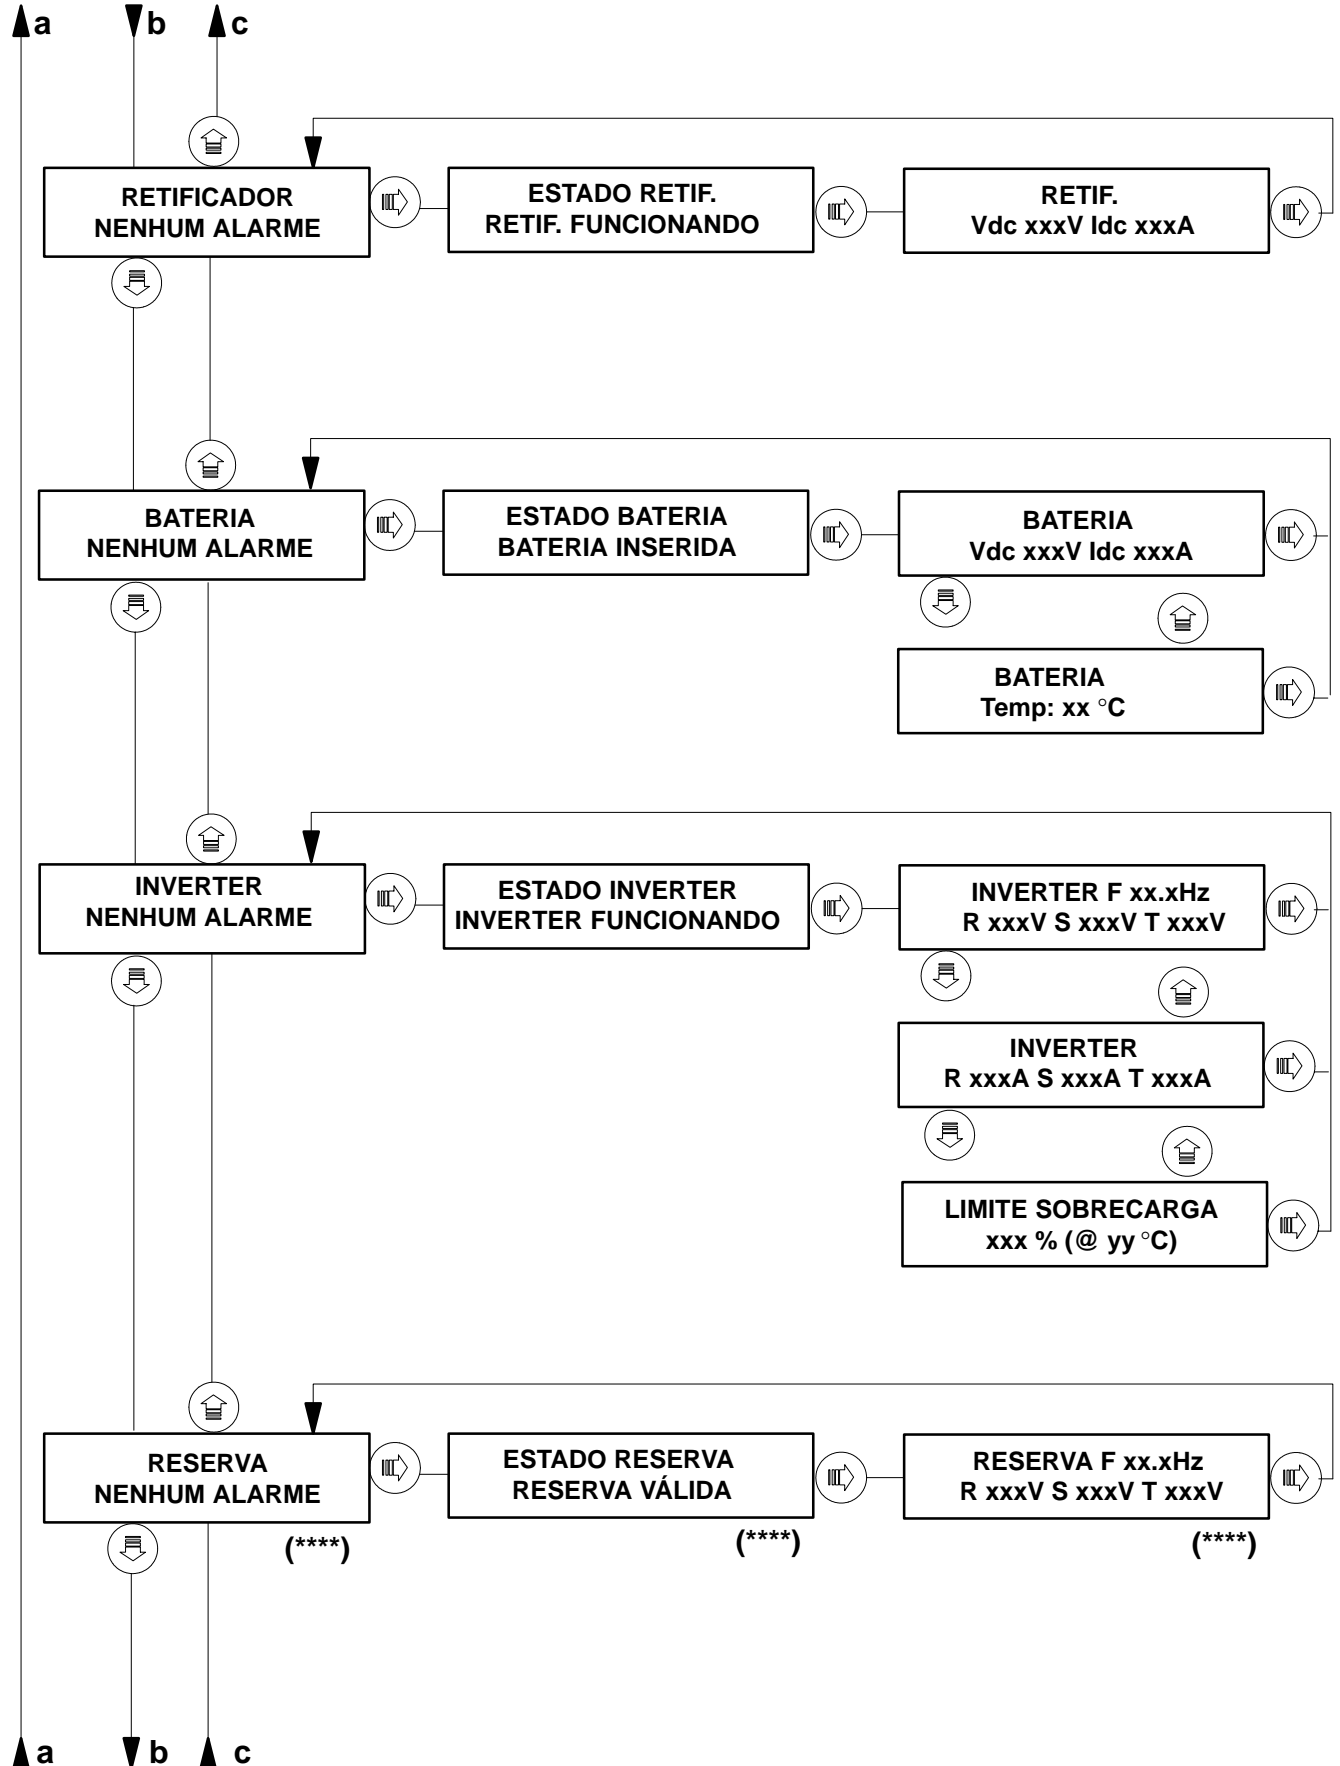 a
b
c
RETIFICADOR
NENHUM ALARME
ESTADO RETIF.
RETIF. FUNCIONANDO
RETIF.
Vdc xxxV Idc xxxA
BATERIA
NENHUM ALARME
ESTADO BATERIA
BATERIA INSERIDA
BATERIA
Vdc xxxV Idc xxxA
BATERIA
Temp: xx °C
INVERTER
NENHUM ALARME
ESTADO INVERTER
INVERTER FUNCIONANDO
INVERTER F xx.xHz
R xxxV S xxxV T xxxV
INVERTER
R xxxA S xxxA T xxxA
LIMITE SOBRECARGA
xxx % (@ yy °C)
RESERVA
NENHUM ALARME
(****)
ESTADO RESERVA
RESERVA VÁLIDA
(****)
RESERVA F xx.xHz
R xxxV S xxxV T xxxV
(****)
a
b
c